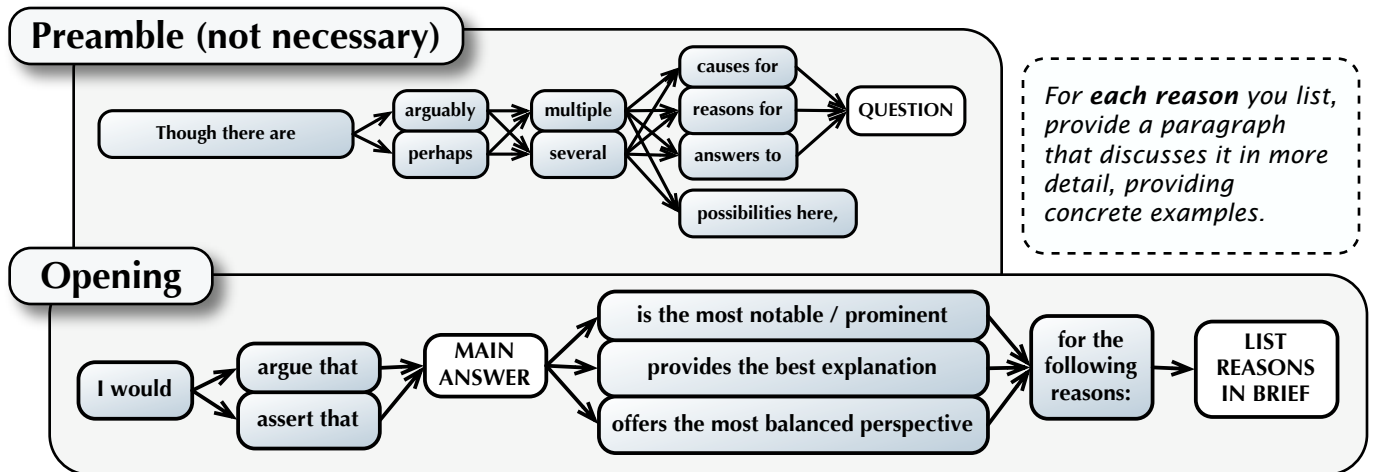 Preamble (not necessary)
Though there are
arguably
perhaps
multiple
several
causes for
reasons for
answers to
possibilities here,
QUESTION
For each reason you list,
provide a paragraph
that discusses it in more
detail, providing
concrete examples.
Opening
I would
argue that
assert that
MAIN
ANSWER
is the most notable / prominent
provides the best explanation
offers the most balanced perspective
for the
following
reasons:
LIST
REASONS
IN BRIEF